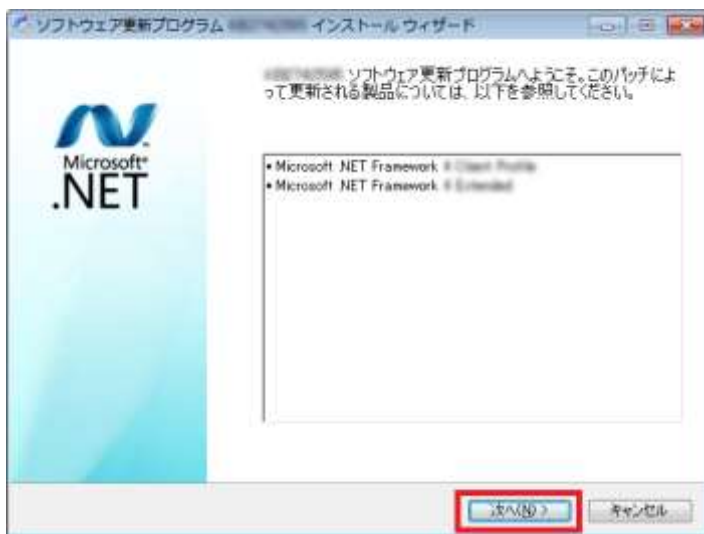 ソフトウェア更新プログラム インストール ウィザード
ソフトウェア更新プログラムへようこそ。このパッチによ
って更新される製品については、以下を参照してください。
Microsoft®
.NET
• Microsoft .NET Framework
• Microsoft .NET Framework
次へ(N) >
キャンセル